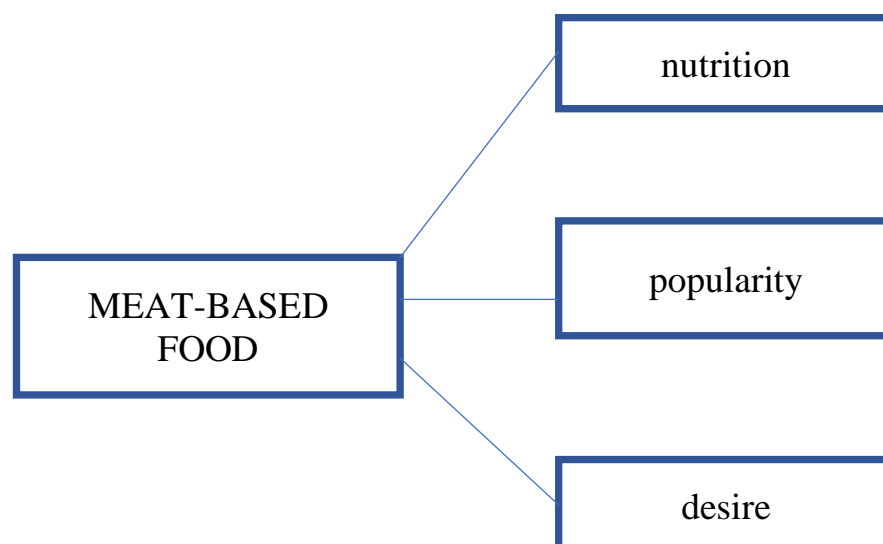 nutrition
popularity
MEAT-BASED
FOOD
desire